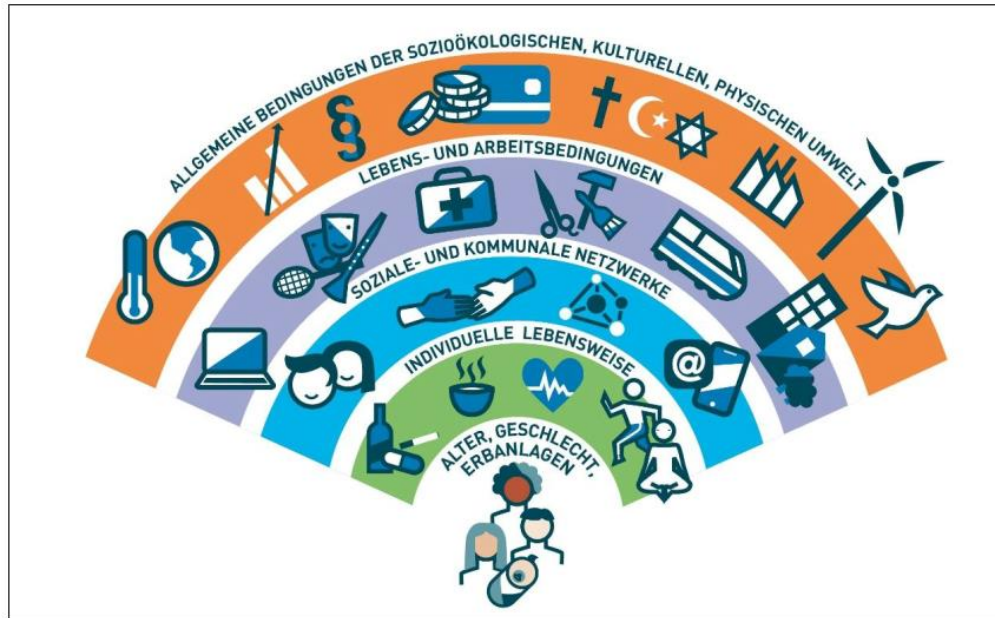 ALLGEMEINE BEDINGUNGEN DER SOZIOÖKOLOGISCHEN, KULTURELLEN, PHYSISCHEN UMWELT
§
LEBENS- UND ARBEITSBEDINGUNGEN
SOZIALE- UND KOMMUNALE NETZWERKE
INDIVIDUELLE LEBENSWEISE
@
ALTER, GESCHLECHT,
ERBANLAGEN